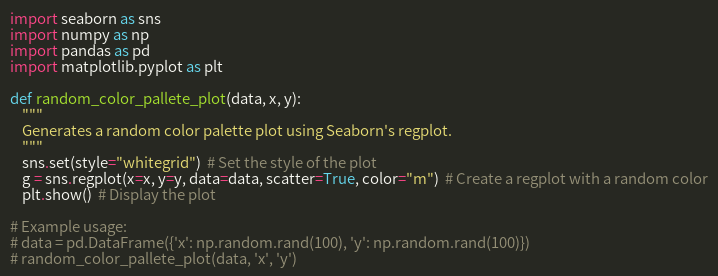 import seaborn as sns
import numpy as np
import pandas as pd
import matplotlib.pyplot as plt
def random_color_pallete_plot(data, x, y):
"""
Generates a random color palette plot using Seaborn's regplot.
"""
sns.set(style="whitegrid") # Set the style of the plot
g = sns.regplot(x=x, y=y, data=data, scatter=True, color="m") # Create a regplot with a random color
plt.show() # Display the plot
# Example usage:
# data = pd.DataFrame({'x': np.random.rand(100), 'y': np.random.rand(100)})
# random_color_pallete_plot(data, 'x', 'y')